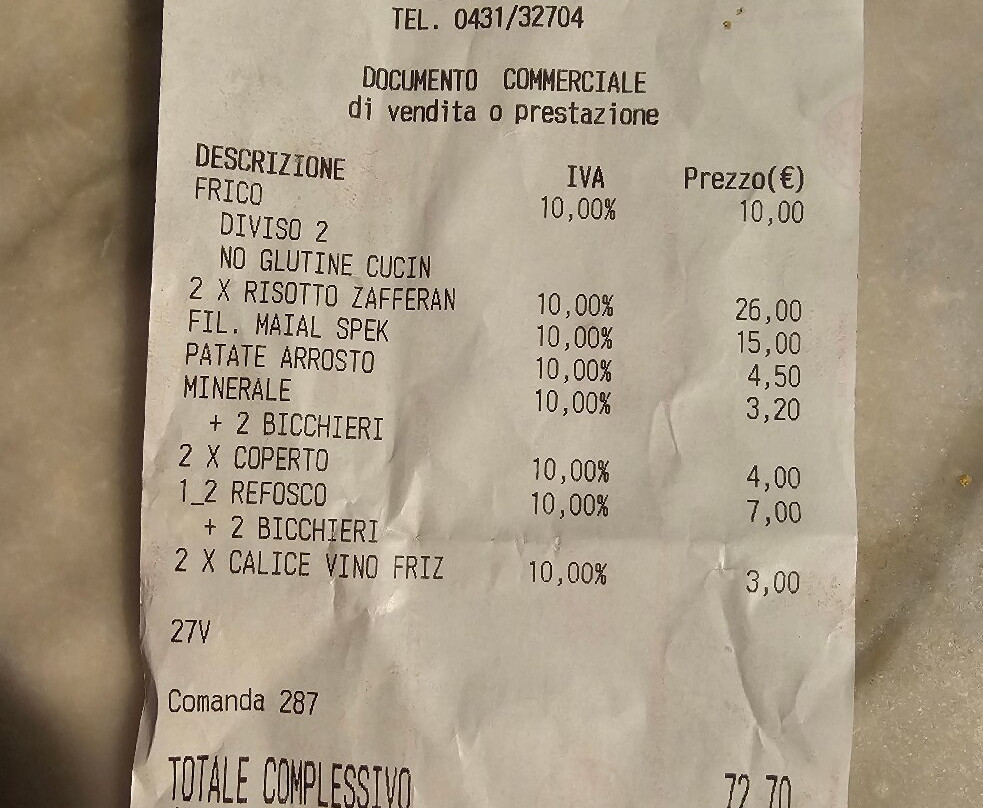 TEL. 0431/32704
DOCUMENTO COMMERCIALE
di vendita o prestazione
DESCRIZIONE IVA Prezzo(€)
FRICO 10,00% 10,00
DIVISO 2
NO GLUTINE CUCIN
2 X RISOTTO ZAFFERAN 10,00% 26,00
FIL. MAIAL SPEK 10,00% 15,00
PATATE ARROSTO 10,00% 4,50
MINERALE 10,00% 3,20
+ 2 BICCHIERI
2 X COPERTO 10,00% 4,00
1_2 REFOSCO 10,00% 7,00
+ 2 BICCHIERI
2 X CALICE VINO FRIZ 10,00% 3,00
27V
Comanda 287
TOTALE COMPLESSIVO 72,70